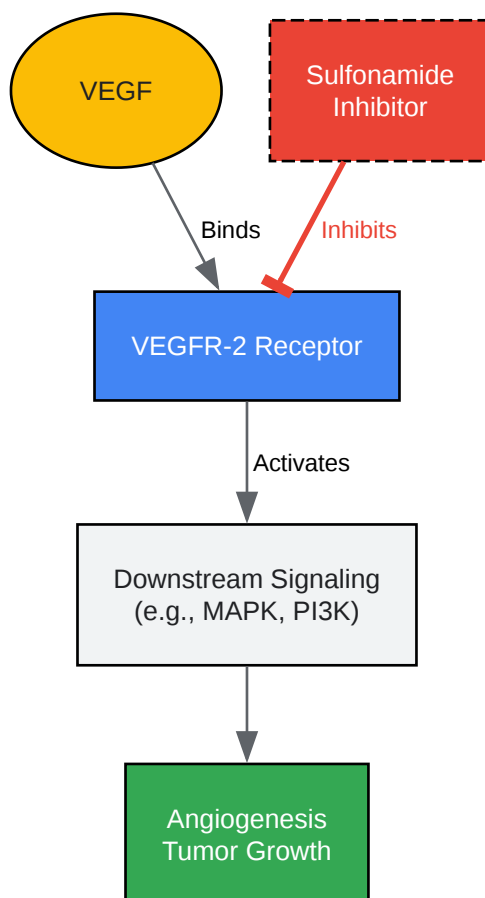 VEGF
Sulfonamide
Inhibitor
Binds
Inhibits
VEGFR-2 Receptor
Activates
Downstream Signaling
(e.g., MAPK, PI3K)
Angiogenesis
Tumor Growth